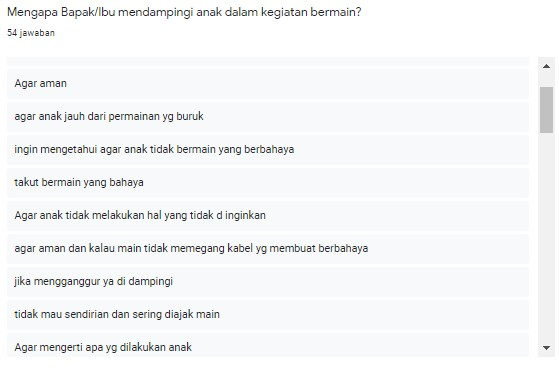 Mengapa Bapak/Ibu mendampingi anak dalam kegiatan bermain?
54 jawaban
Agar aman
agar anak jauh dari permainan yg buruk
ingin mengetahui agar anak tidak bermain yang berbahaya
takut bermain yang bahaya
Agar anak tidak melakukan hal yang tidak d inginkan
agar aman dan kalau main tidak memegang kabel yg membuat berbahaya
jika mengganggur ya di dampingi
tidak mau sendirian dan sering diajak main
Agar mengerti apa yg dilakukan anak